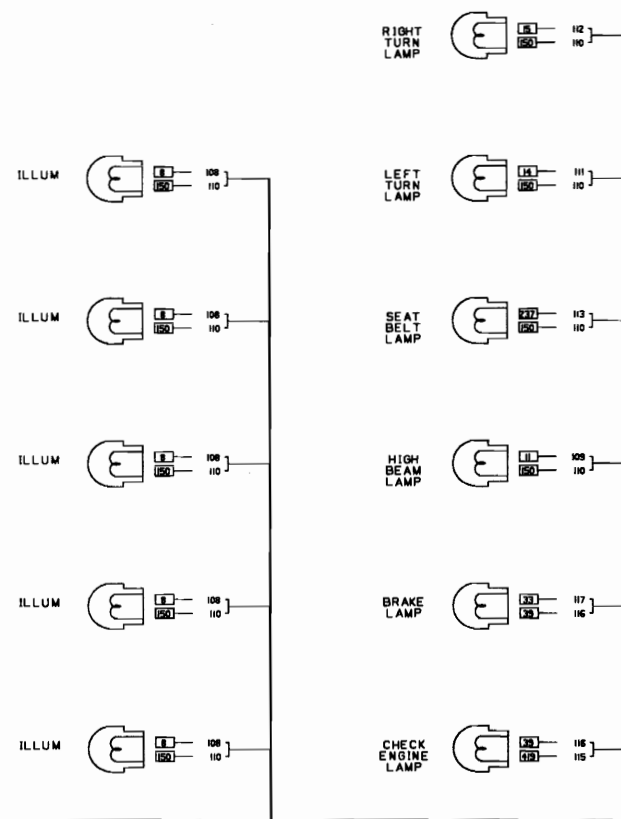 RIGHT
TURN
LAMP
15 112
150 110
ILLUM
8 108
150 110
LEFT
TURN
LAMP
14 111
150 110
ILLUM
8 108
150 110
SEAT
BELT
LAMP
237 113
150 110
ILLUM
8 108
150 110
HIGH
BEAM
LAMP
11 109
150 110
ILLUM
8 108
150 110
BRAKE
LAMP
33 117
39 116
ILLUM
8 108
150 110
CHECK
ENGINE
LAMP
39 116
419 115